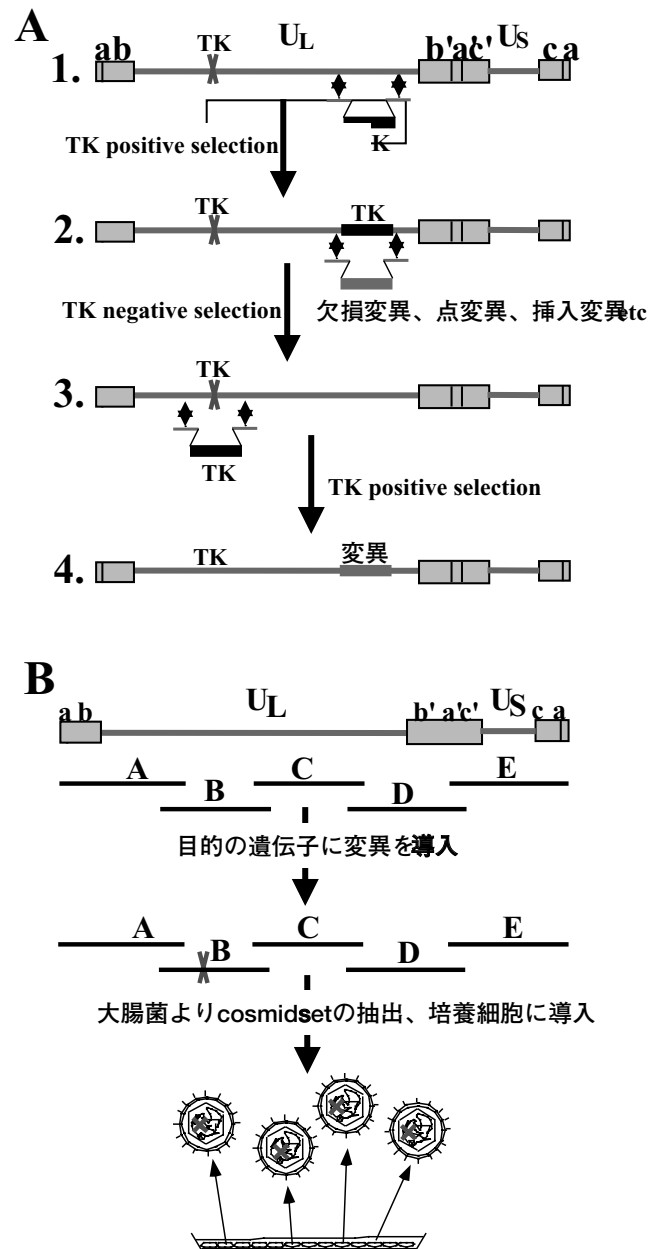 A
ab TK UL b'a'c' US c a
1.
K
TK positive selection
TK TK
2.
TK negative selection 欠損変異、点変異、挿入変異etc
TK
3.
TK
TK positive selection
TK 変異
4.
B
a b UL b' a'c' US c a
A B C D E
目的の遺伝子に変異を導入
A B C D E
大腸菌よりcosmidsetの抽出、培養細胞に導入